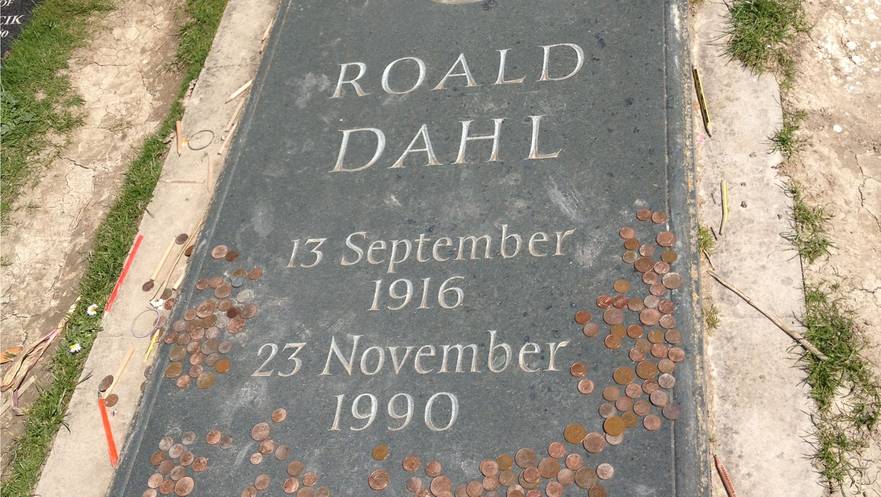 ROALD
DAHL
13 September
1916
23 November
1990